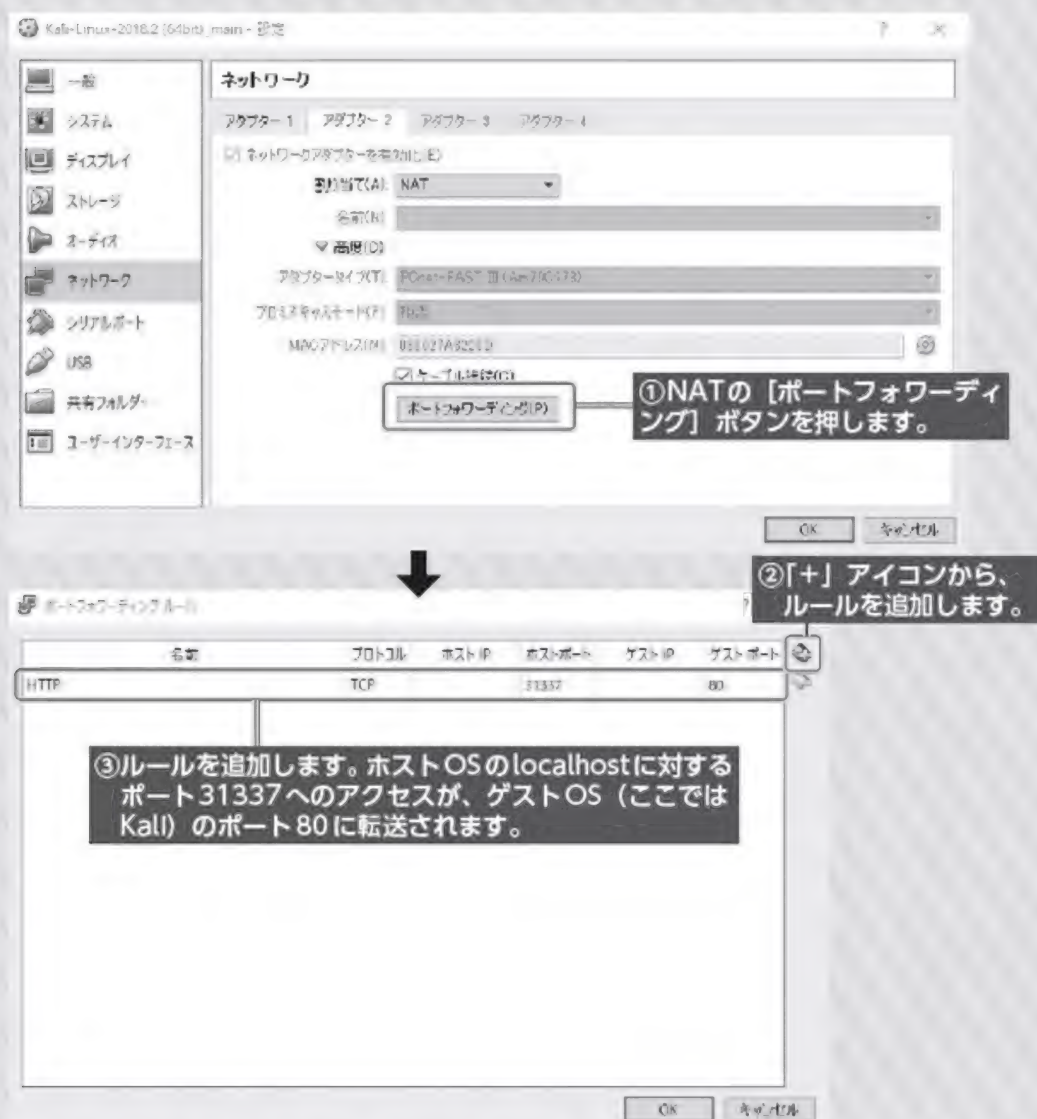 Kali-Linux-2018.2 (64bit)_main - 設定
? ×
一般
システム
ディスプレイ
ストレージ
オーディオ
ネットワーク
シリアルポート
USB
共有フォルダー
ユーザーインターフェース
ネットワーク
アダプター 1 アダプター 2 アダプター 3 アダプター 4
ネットワークアダプターを有効化(E)
割り当て(A): NAT
名前(N):
高度(D)
アダプタータイプ(T):
プロミスキャスモード(P):
MACアドレス(M):
ケーブル接続(C)
ポートフォワーディング(P)
①NATの［ポートフォワーディ
ング］ボタンを押します。
OK キャンセル
②「+」アイコンから、
ルールを追加します。
ポートフォワーディングルール
?
名前 プロトコル ホストIP ホストポート ゲストIP ゲストポート
HTTP TCP 31337 80
③ルールを追加します。ホストOSのlocalhostに対する
ポート31337へのアクセスが、ゲストOS（ここでは
Kali）のポート80に転送されます。
OK キャンセル